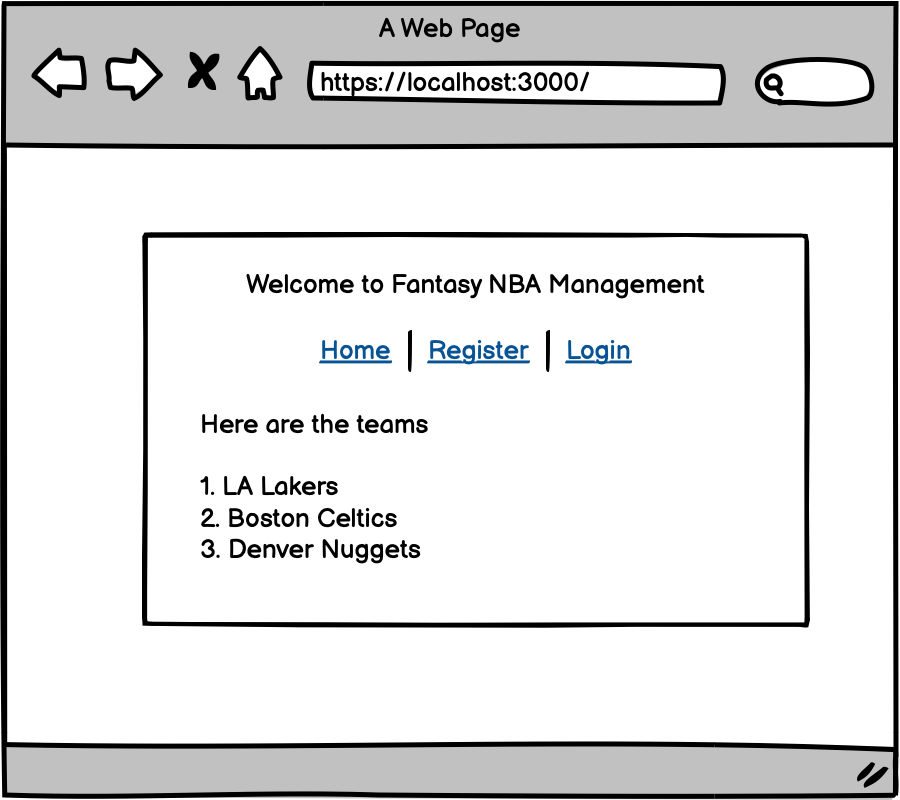 A Web Page
https://localhost:3000/
Welcome to Fantasy NBA Management
Home | Register | Login
Here are the teams
1. LA Lakers
2. Boston Celtics
3. Denver Nuggets